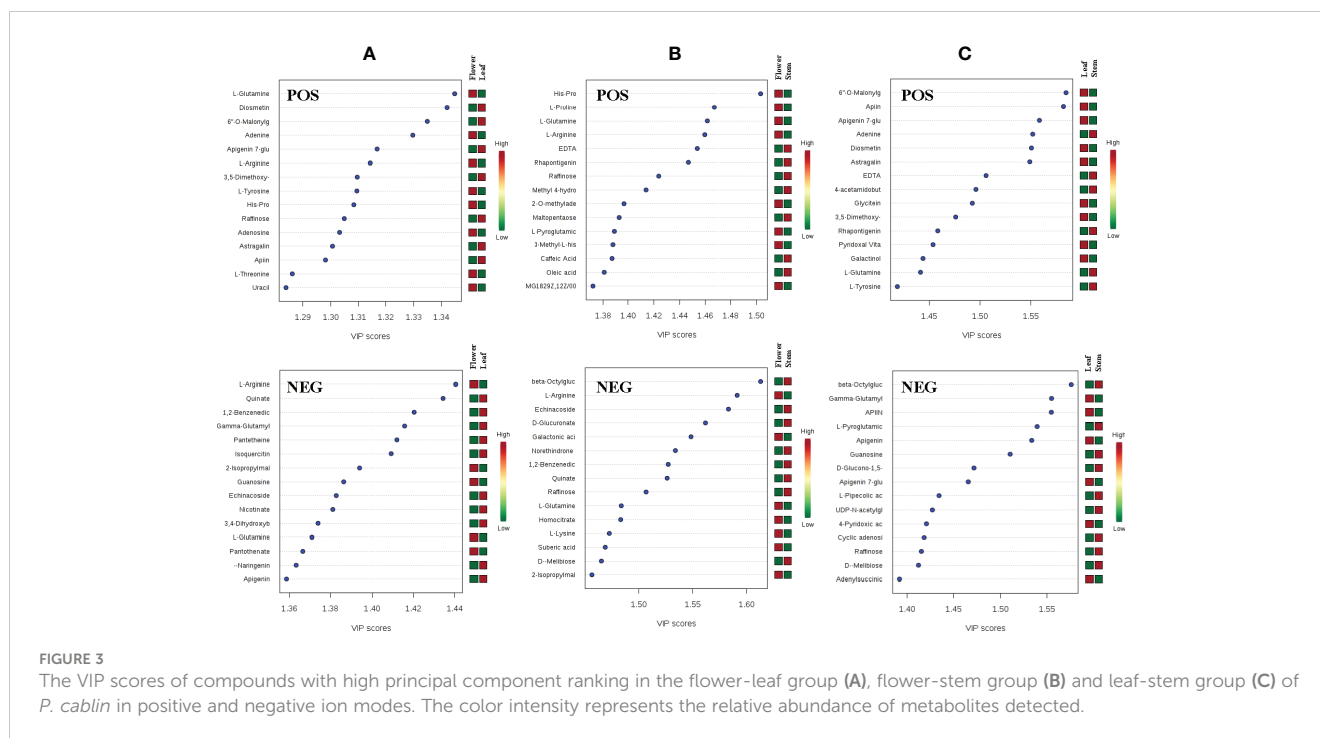 A
B
C
Flower
Leaf
POS
L-Glutamine
Diosmetin
6"-O-Malonylg
Adenine
Apigenin 7-glu
L-Arginine
3,5-Dimethoxy-
L-Tyrosine
His-Pro
Raffinose
Adenosine
Astragalin
Apiin
L-Threonine
Uracil
1.29 1.30 1.31 1.32 1.33 1.34
VIP scores
High
Low
Flower
Stem
POS
His-Pro
L-Proline
L-Glutamine
L-Arginine
EDTA
Rhapontigenin
Raffinose
Methyl 4-hydro
2-O-methylade
Maltopentaose
L-Pyroglutamic
3-Methyl-L-his
Caffeic Acid
Oleic acid
MG1829Z,12Z/00
1.38 1.40 1.42 1.44 1.46 1.48 1.50
VIP scores
High
Low
Leaf
Stem
POS
6"-O-Malonylg
Apiin
Apigenin 7-glu
Adenine
Diosmetin
Astragalin
EDTA
4-acetamidobut
Glycitein
3,5-Dimethoxy-
Rhapontigenin
Pyridoxal Vita
Galactinol
L-Glutamine
L-Tyrosine
1.45 1.50 1.55
VIP scores
High
Low
Flower
Leaf
NEG
L-Arginine
Quinate
1,2-Benzenedic
Gamma-Glutamyl
Pantetheine
Isoquercitin
2-Isopropylmal
Guanosine
Echinacoside
Nicotinate
3,4-Dihydroxyb
L-Glutamine
Pantothenate
--Naringenin
Apigenin
1.36 1.38 1.40 1.42 1.44
VIP scores
High
Low
Flower
Stem
NEG
beta-Octylgluc
L-Arginine
Echinacoside
D-Glucuronate
Galactonic aci
Norethindrone
1,2-Benzenedic
Quinate
Raffinose
L-Glutamine
Homocitrate
L-Lysine
Suberic acid
D--Melibiose
2-Isopropylmal
1.50 1.55 1.60
VIP scores
High
Low
Leaf
Stem
NEG
beta-Octylgluc
Gamma-Glutamyl
APIIN
L-Pyroglutamic
Apigenin
Guanosine
D-Glucono-1,5-
Apigenin 7-glu
L-Pipecolic ac
UDP-N-acetylgl
4-Pyridoxic ac
Cyclic adenosi
Raffinose
D--Melibiose
Adenylsuccinic
1.40 1.45 1.50 1.55
VIP scores
High
Low
FIGURE 3
The VIP scores of compounds with high principal component ranking in the flower-leaf group (A), flower-stem group (B) and leaf-stem group (C) of
P. cablin in positive and negative ion modes. The color intensity represents the relative abundance of metabolites detected.